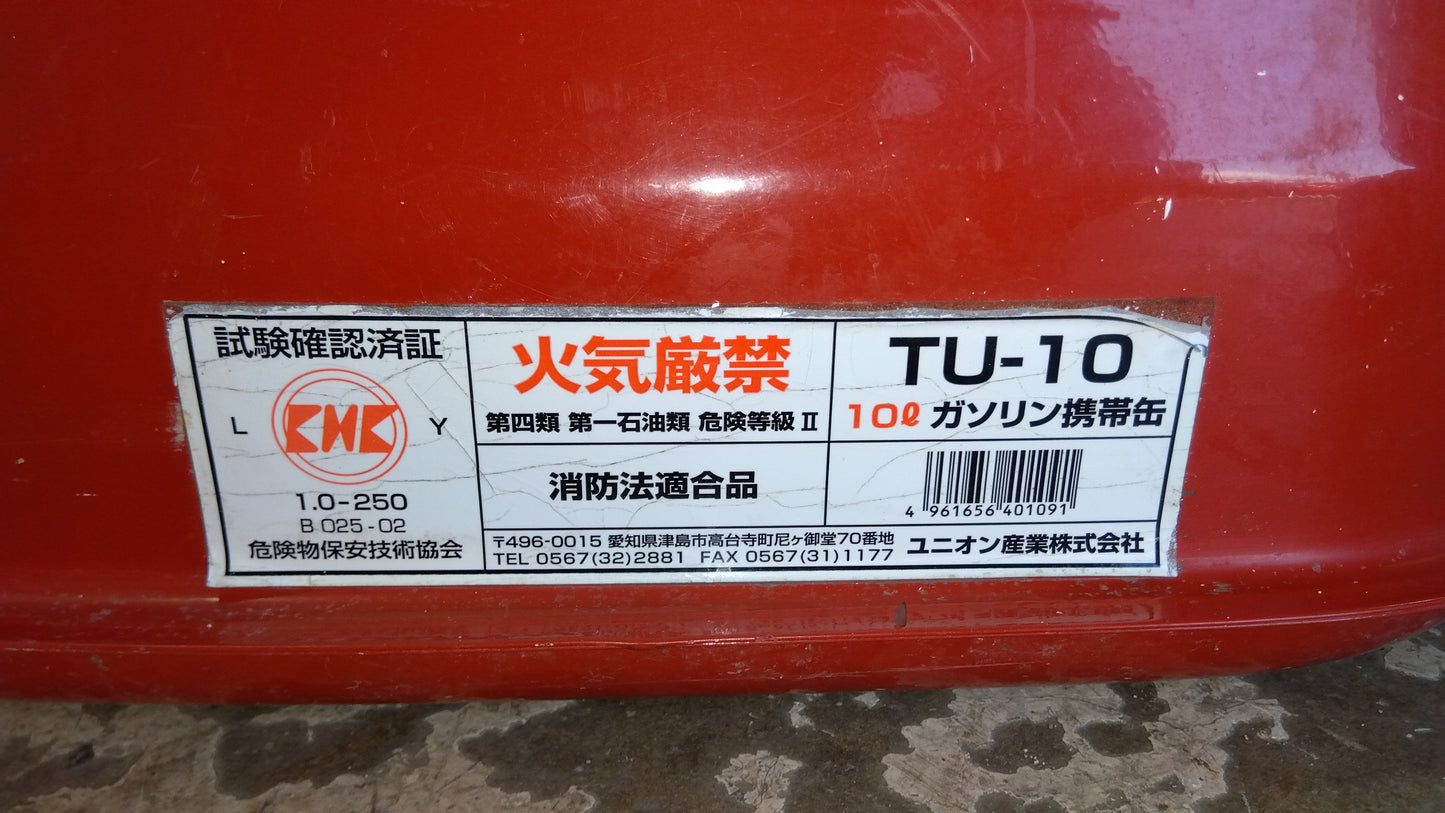 試験確認済証
L KHK Y
1.0-250
B 025-02
危険物保安技術協会
火気厳禁
第四類 第一石油類 危険等級Ⅱ
消防法適合品
TU-10
10ℓ ガソリン携帯缶
4 961656 401091
〒496-0015 愛知県津島市高台寺町尼ヶ御堂70番地
TEL 0567(32)2881 FAX 0567(31)1177
ユニオン産業株式会社